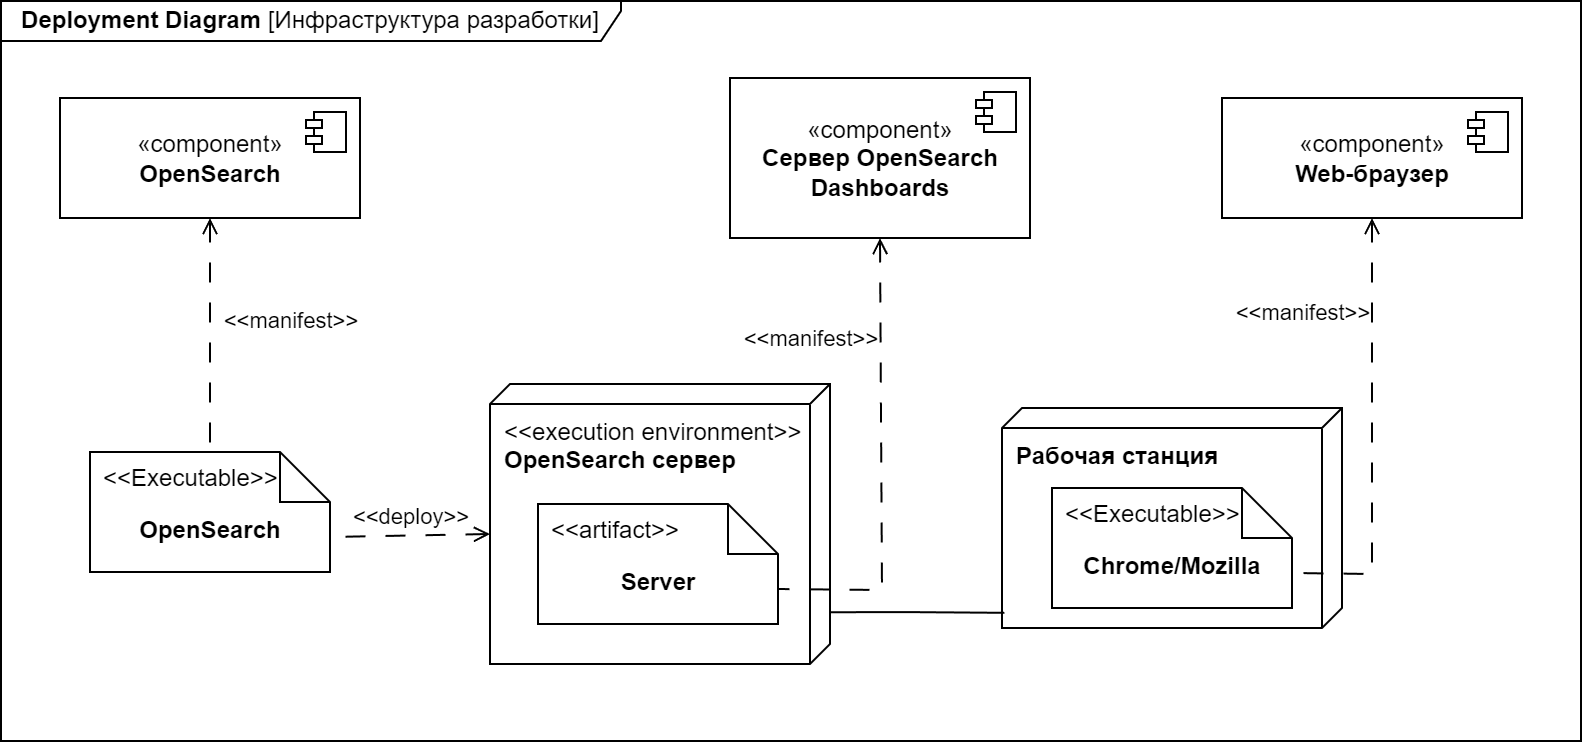 Deployment Diagram [Инфраструктура разработки]
«component»
OpenSearch
«component»
Сервер OpenSearch
Dashboards
«component»
Web-браузер
<<manifest>>
<<manifest>>
<<manifest>>
<<Executable>>
OpenSearch
<<deploy>>
<<execution environment>>
OpenSearch сервер
<<artifact>>
Server
Рабочая станция
<<Executable>>
Chrome/Mozilla